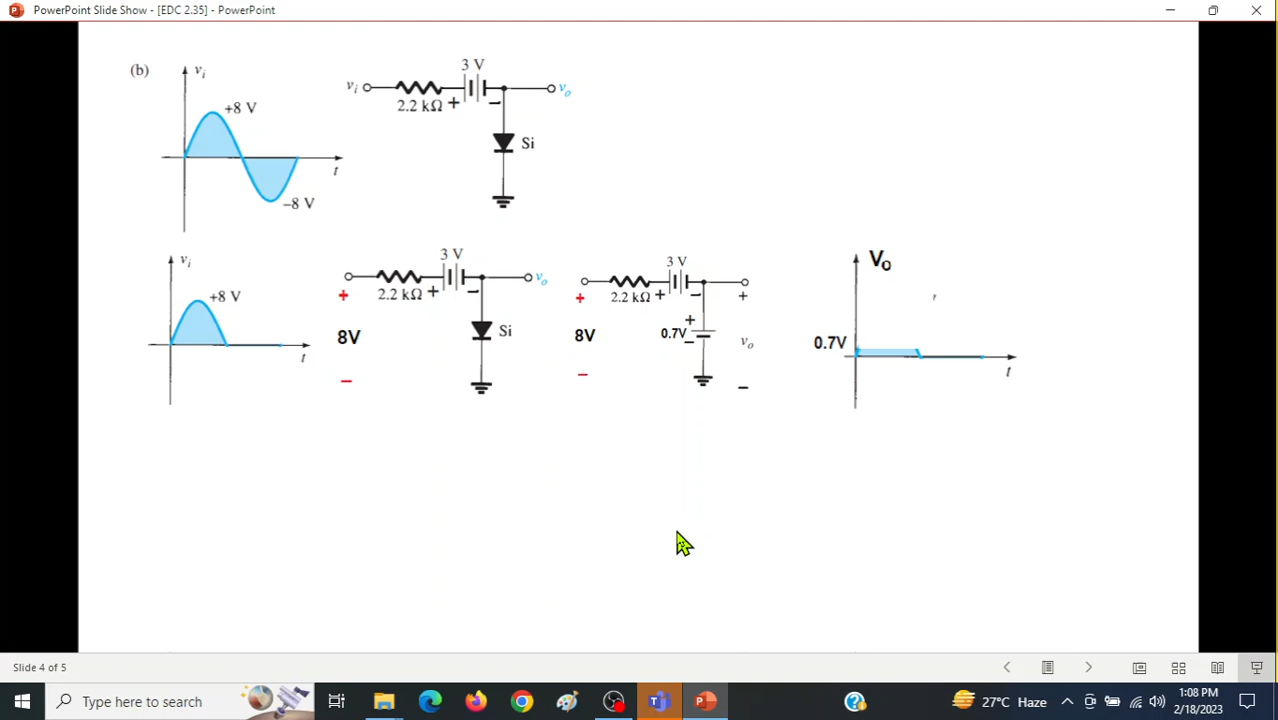 PowerPoint Slide Show - [EDC 2.35] - PowerPoint
(b)
vi
+8 V
-8 V
t
3 V
vi
2.2 kΩ + −
vo
Si
vi
+8 V
t
3 V
2.2 kΩ + −
vo
+
8V
−
Si
3 V
2.2 kΩ + −
+
8V
−
+
0.7V
−
+
vo
−
Vo
0.7V
t
Slide 4 of 5
Type here to search
27°C Haze
1:08 PM
2/18/2023